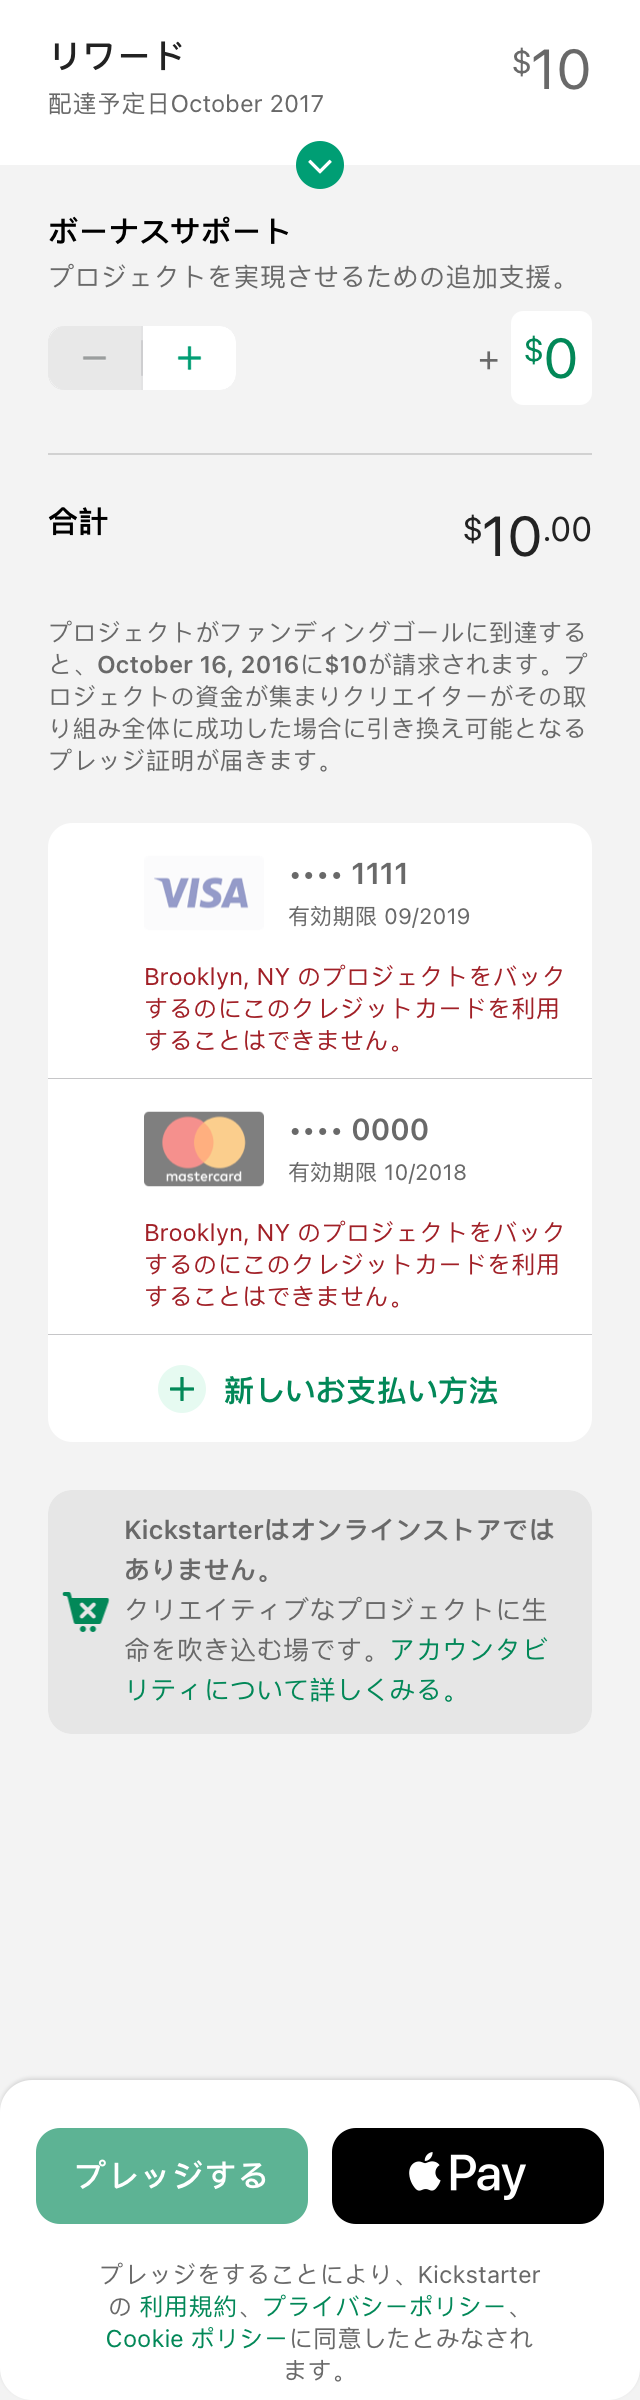 リワード
$10
配達予定日October 2017
ボーナスサポート
プロジェクトを実現させるための追加支援。
− +
+ $0
合計
$10.00
プロジェクトがファンディングゴールに到達する
と、October 16, 2016に$10が請求されます。プ
ロジェクトの資金が集まりクリエイターがその取
り組み全体に成功した場合に引き換え可能となる
プレッジ証明が届きます。
VISA
•••• 1111
有効期限 09/2019
Brooklyn, NY のプロジェクトをバック
するのにこのクレジットカードを利用
することはできません。
mastercard
•••• 0000
有効期限 10/2018
Brooklyn, NY のプロジェクトをバック
するのにこのクレジットカードを利用
することはできません。
+ 新しいお支払い方法
Kickstarterはオンラインストアでは
ありません。
クリエイティブなプロジェクトに生
命を吹き込む場です。アカウンタビ
リティについて詳しくみる。
プレッジする
Pay
プレッジをすることにより、Kickstarter
の 利用規約、プライバシーポリシー、
Cookie ポリシーに同意したとみなされ
ます。